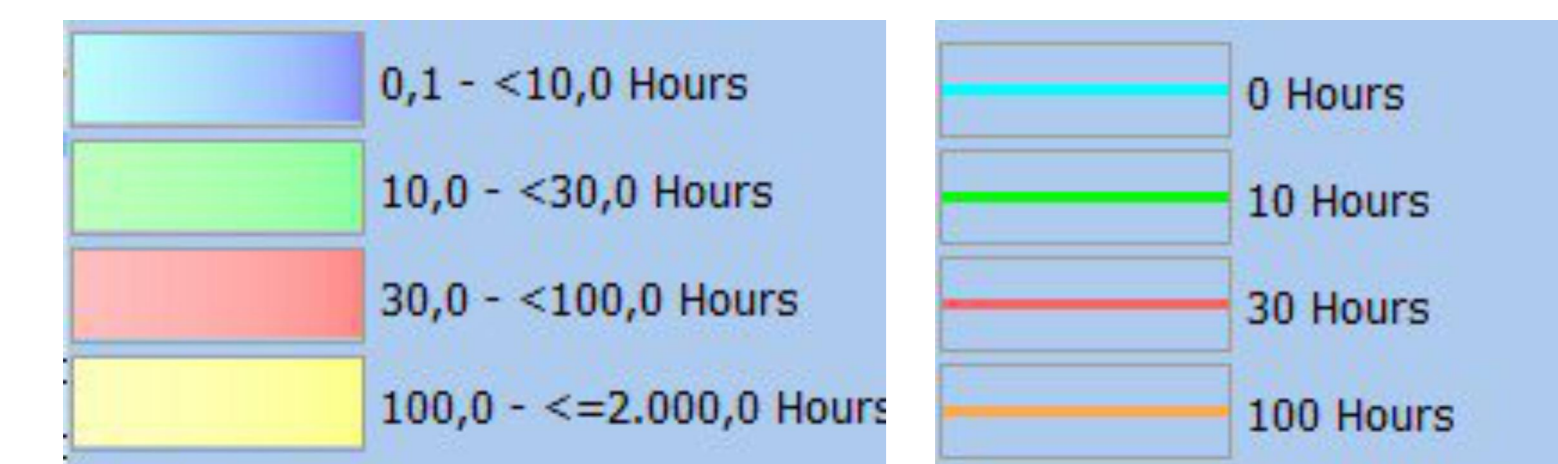 0,1 - <10,0 Hours
10,0 - <30,0 Hours
30,0 - <100,0 Hours
100,0 - <=2.000,0 Hours
0 Hours
10 Hours
30 Hours
100 Hours